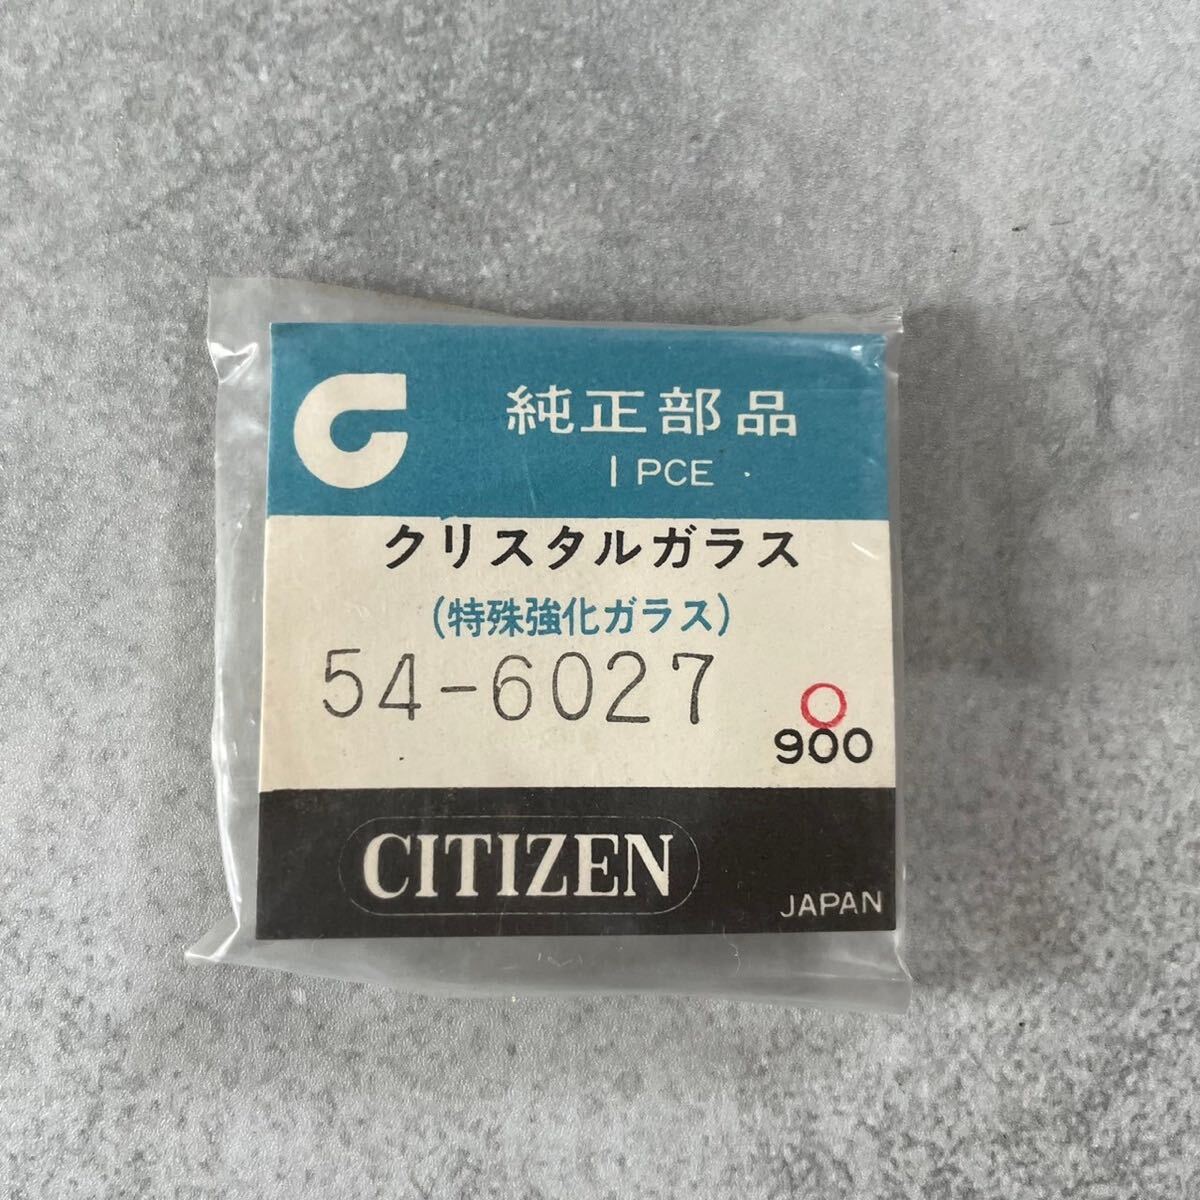 純正部品
1 PCE
クリスタルガラス
(特殊強化ガラス)
54-6027
900
CITIZEN
JAPAN